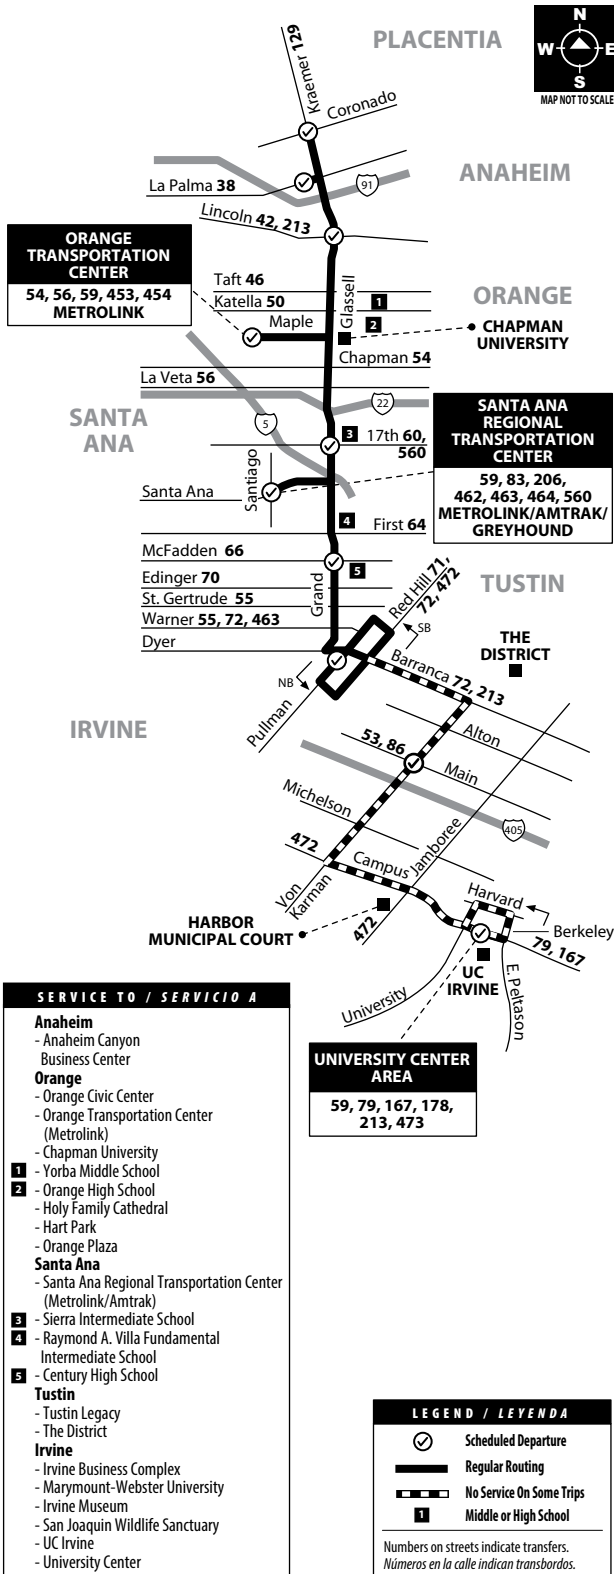 PLACENTIA
N
W
E
S
MAP NOT TO SCALE
Kraemer 129
Coronado
ANAHEIM
La Palma 38
91
Lincoln 42, 213
ORANGE
TRANSPORTATION
CENTER
54, 56, 59, 453, 454
METROLINK
Taft 46
Katella 50
Maple
Glassell
1
2
ORANGE
CHAPMAN
UNIVERSITY
Chapman 54
La Veta 56
22
5
SANTA
ANA
3
17th 60,
560
SANTA ANA
REGIONAL
TRANSPORTATION
CENTER
59, 83, 206,
462, 463, 464, 560
METROLINK/AMTRAK/
GREYHOUND
Santiago
Santa Ana
4
First 64
McFadden 66
5
Edinger 70
St. Gertrude 55
Grand
Warner 55, 72, 463
Dyer
Red Hill 71,
72, 472
SB
TUSTIN
THE
DISTRICT
NB
Barranca 72, 213
Pullman
IRVINE
Alton
53, 86
Main
Michelson
405
472
Campus
Jamboree
Von
Karman
Harvard
HARBOR
MUNICIPAL COURT
472
Berkeley
79, 167
UC
IRVINE
University
E. Peltason
UNIVERSITY CENTER
AREA
59, 79, 167, 178,
213, 473
SERVICE TO / SERVICIO A
Anaheim
- Anaheim Canyon
Business Center
Orange
- Orange Civic Center
- Orange Transportation Center
(Metrolink)
- Chapman University
1 - Yorba Middle School
2 - Orange High School
- Holy Family Cathedral
- Hart Park
- Orange Plaza
Santa Ana
- Santa Ana Regional Transportation Center
(Metrolink/Amtrak)
3 - Sierra Intermediate School
4 - Raymond A. Villa Fundamental
Intermediate School
5 - Century High School
Tustin
- Tustin Legacy
- The District
Irvine
- Irvine Business Complex
- Marymount-Webster University
- Irvine Museum
- San Joaquin Wildlife Sanctuary
- UC Irvine
- University Center
LEGEND / LEYENDA
Scheduled Departure
Regular Routing
No Service On Some Trips
1 Middle or High School
Numbers on streets indicate transfers.
Números en la calle indican transbordos.